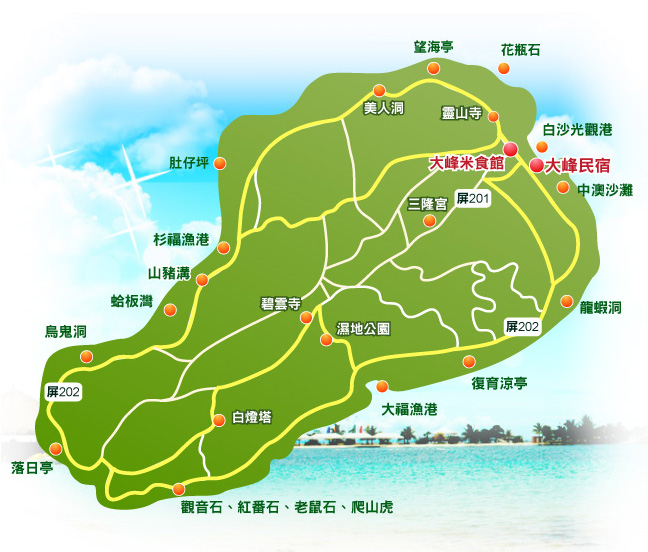 望海亭
花瓶石
美人洞
靈山寺
白沙光觀港
肚仔坪
大峰米食館
大峰民宿
中澳沙灘
屏201
三隆宮
杉福漁港
山豬溝
蛤板灣
碧雲寺
龍蝦洞
烏鬼洞
濕地公園
屏202
復育涼亭
屏202
大福漁港
白燈塔
落日亭
觀音石、紅番石、老鼠石、爬山虎